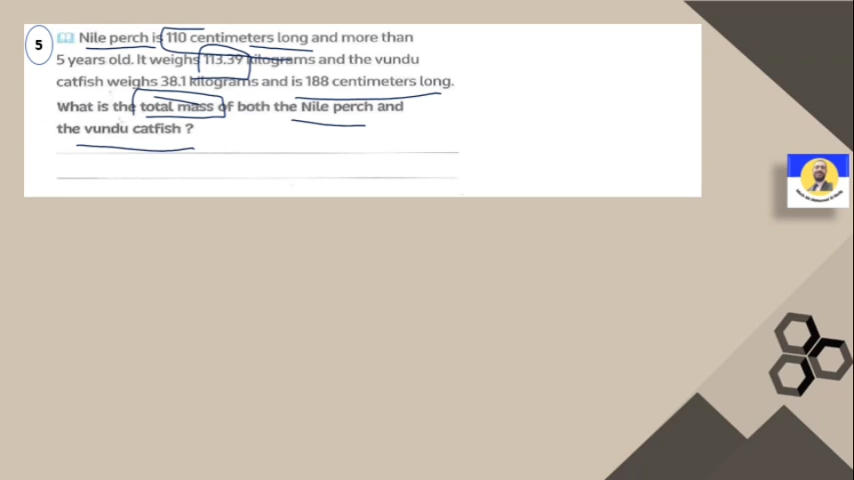 5
Nile perch is 110 centimeters long and more than
5 years old. It weighs 113.39 kilograms and the vundu
catfish weighs 38.1 kilograms and is 188 centimeters long.
What is the total mass of both the Nile perch and
the vundu catfish ?